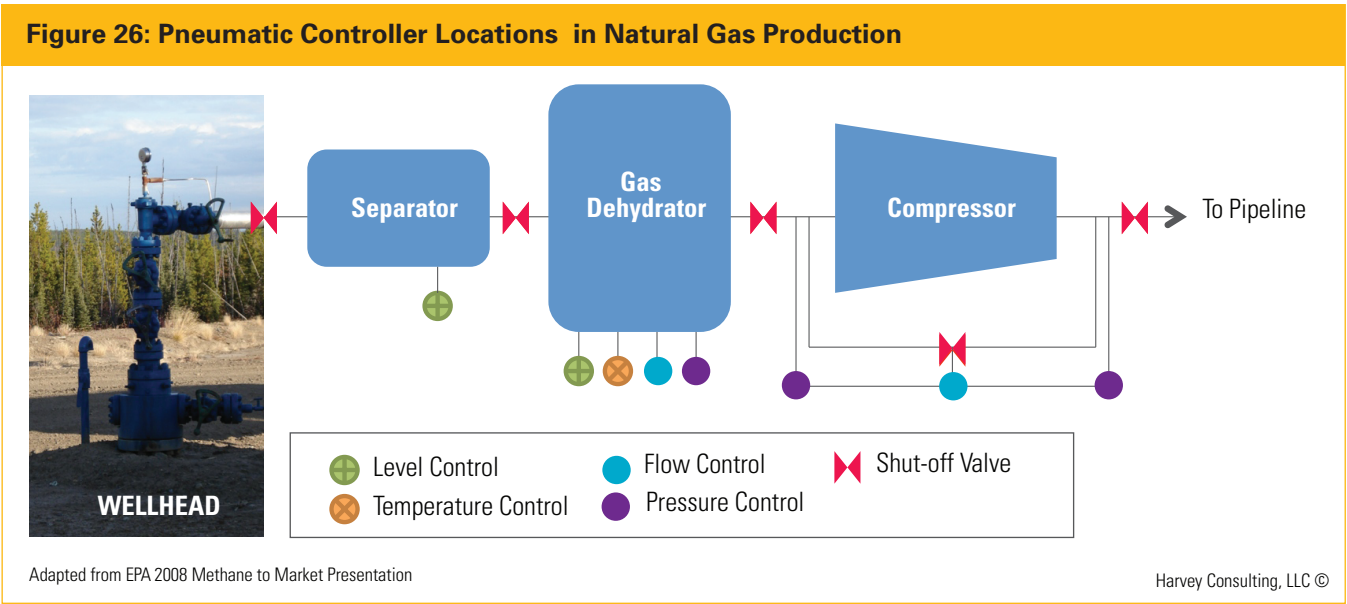 Figure 26: Pneumatic Controller Locations in Natural Gas Production
Separator
Gas
Dehydrator
Compressor
To Pipeline
WELLHEAD
Level Control
Flow Control
Shut-off Valve
Temperature Control
Pressure Control
Adapted from EPA 2008 Methane to Market Presentation
Harvey Consulting, LLC ©